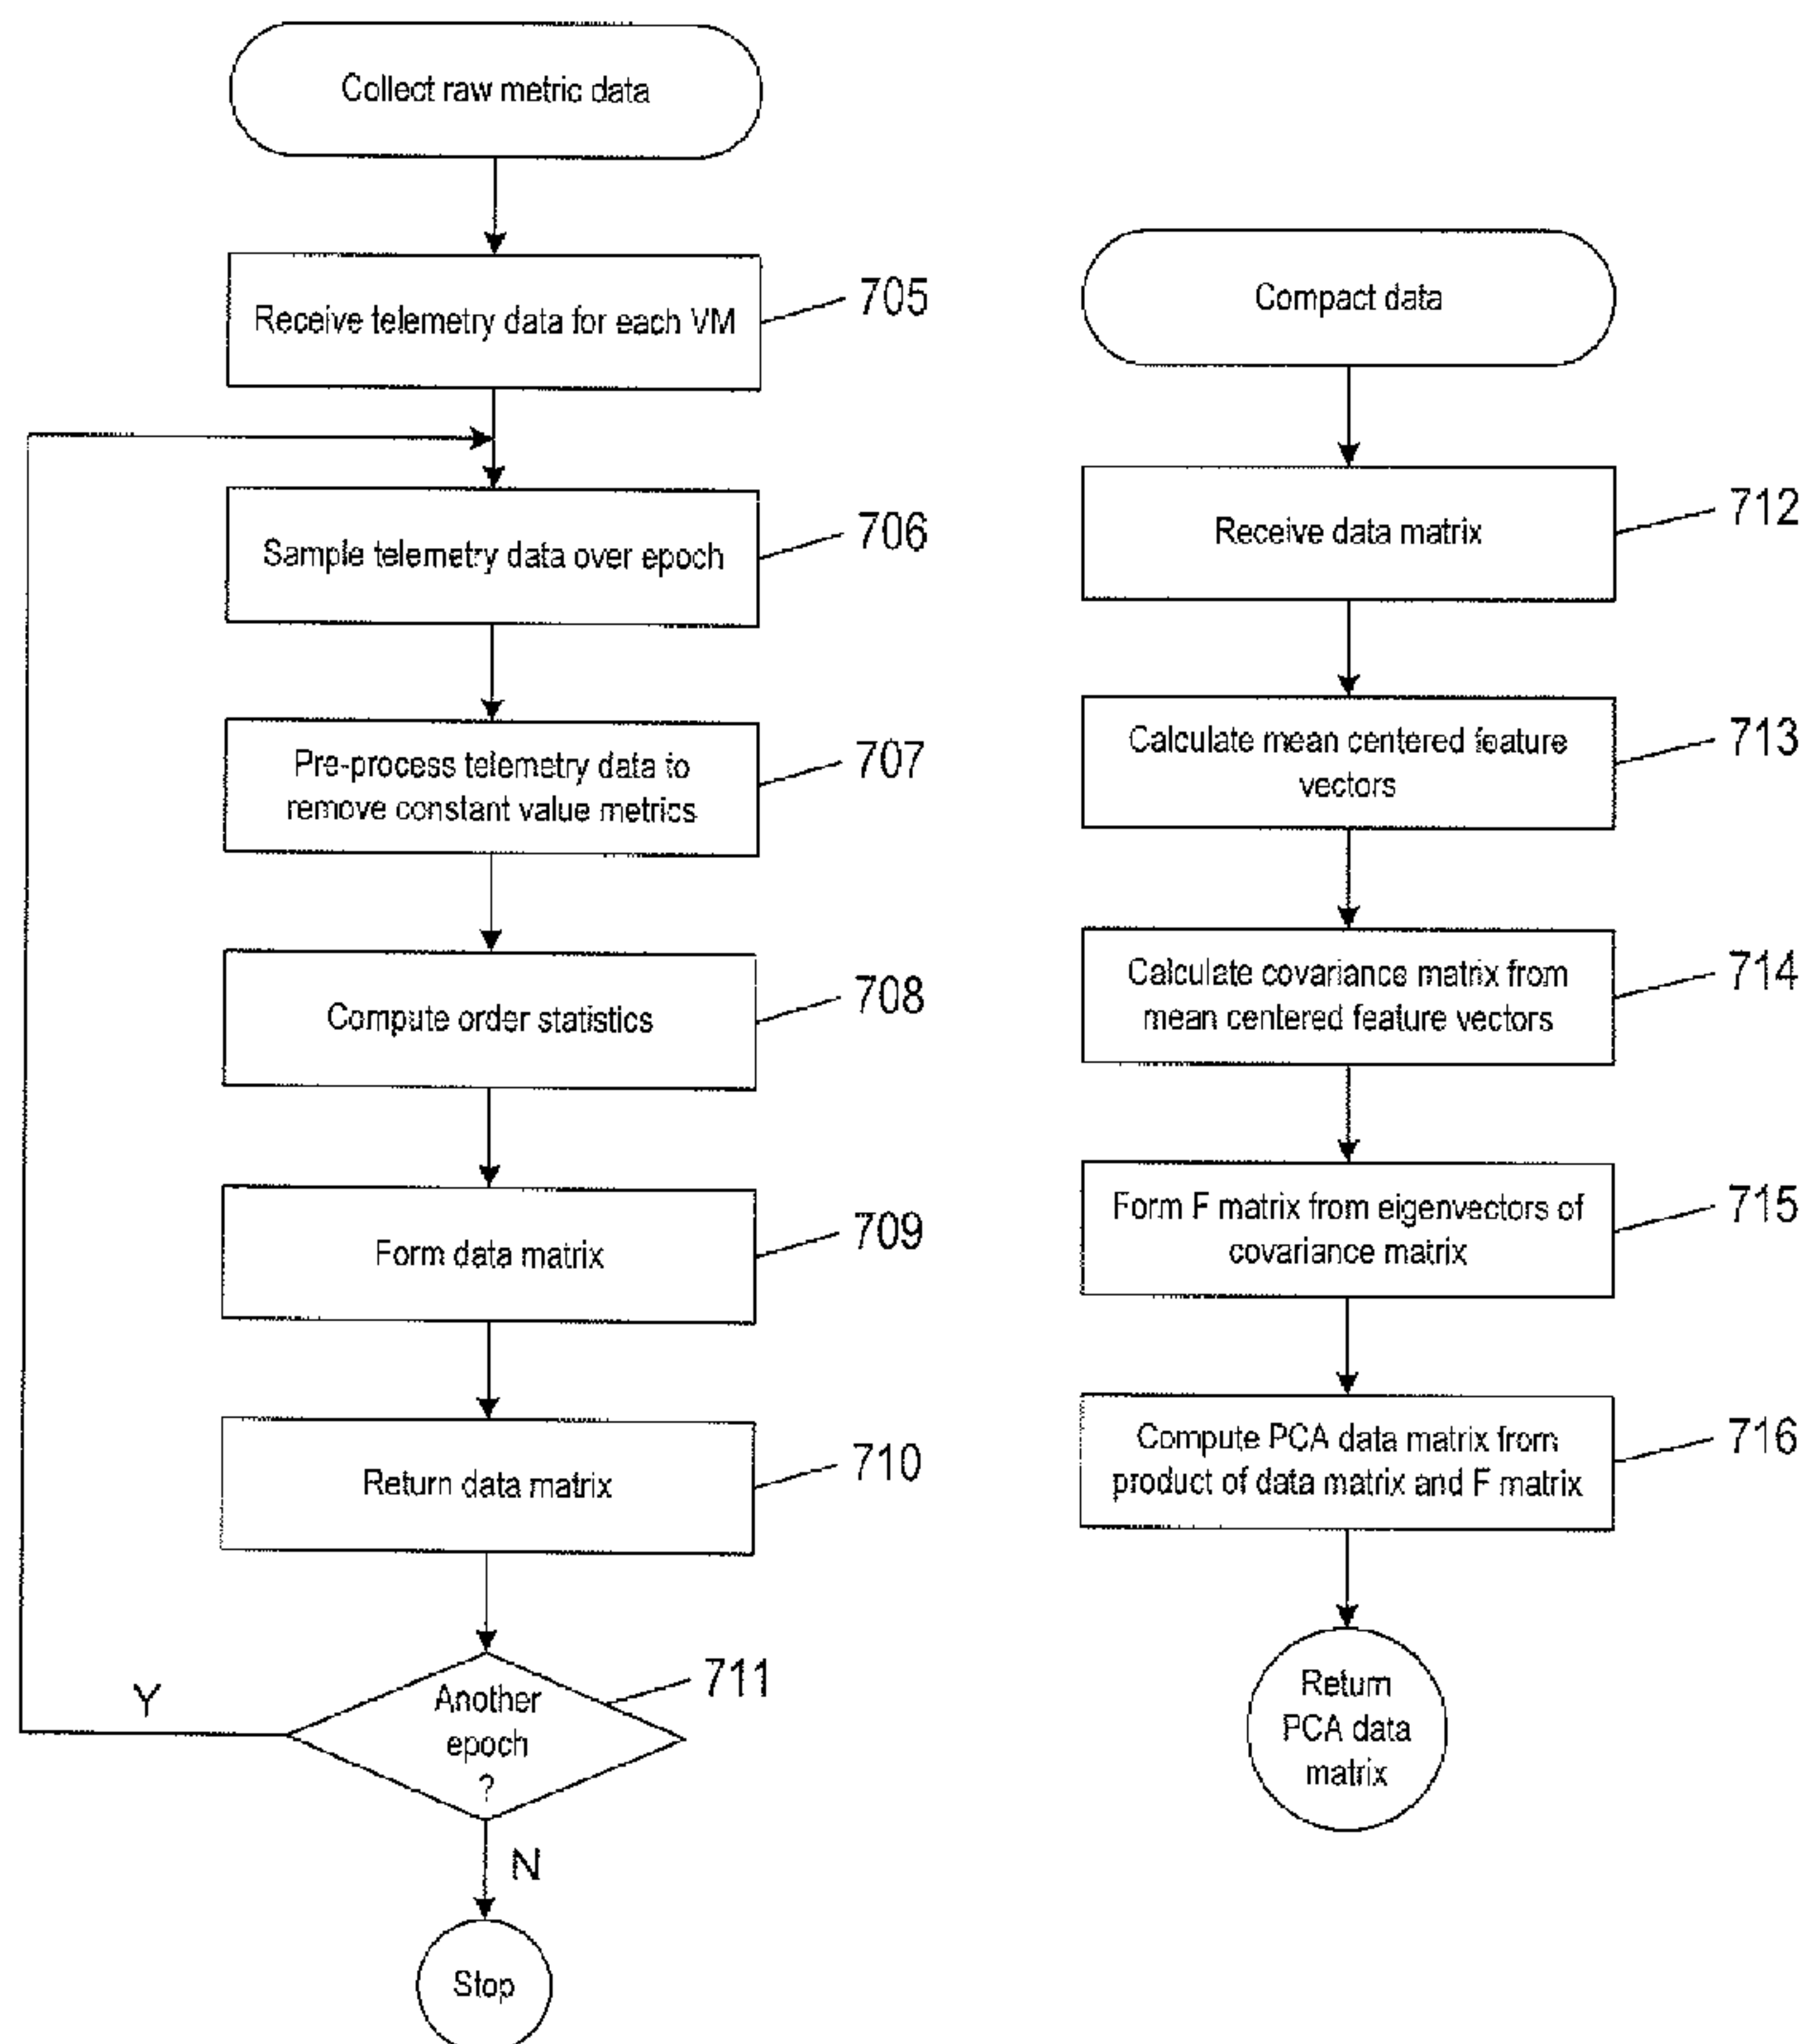 Collect raw metric data
Receive telemetry data for each VM
705
Sample telemetry data over epoch
706
Pre-process telemetry data to
remove constant value metrics
707
Compute order statistics
708
Form data matrix
709
Return data matrix
710
Another
epoch
?
711
Y
N
Stop
Compact data
Receive data matrix
712
Calculate mean centered feature
vectors
713
Calculate covariance matrix from
mean centered feature vectors
714
Form F matrix from eigenvectors of
covariance matrix
715
Compute PCA data matrix from
product of data matrix and F matrix
716
Return
PCA data
matrix